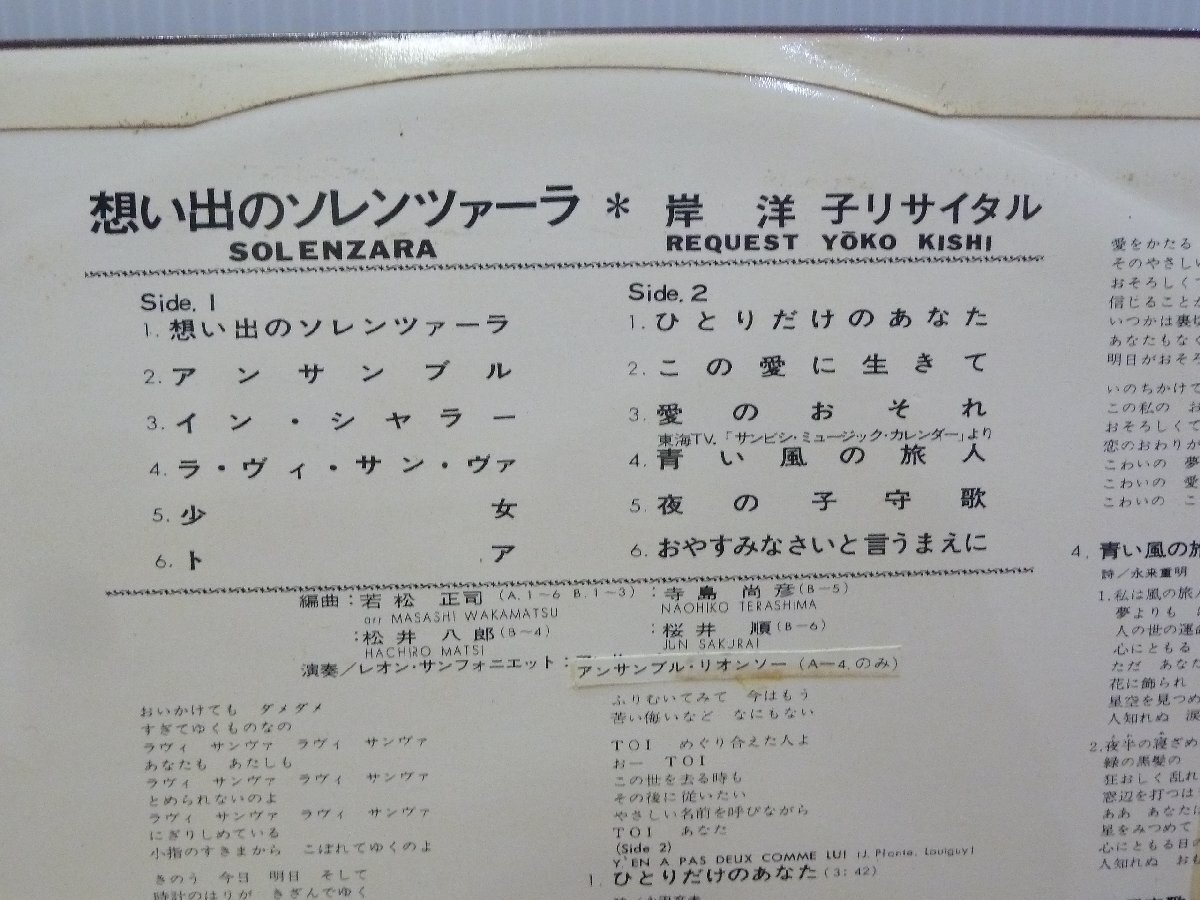 想い出のソレンツァーラ * 岸 洋 子リサイタル
SOLENZARA REQUEST YŌKO KISHI
Side.1
1. 想い出のソレンツァーラ
2. アンサンブル
3. イン・シャラー
4. ラ・ヴィ・サン・ヴァ
5. 少女
6. トア
Side.2
1. ひとりだけのあなた
2. この愛に生きて
3. 愛のおそれ
東海TV.「サンビシ・ミュージック・カレンダー」より
4. 青い風の旅人
5. 夜の子守歌
6. おやすみなさいと言うまえに
編曲:若松 正司(A.1~6 B.1~3):寺島 尚彦(B-5)
arr MASASHI WAKAMATSU NAOHIKO TERASHIMA
:松井 八郎(B-4) :桜井 順(B-6)
HACHIRO MATSI JUN SAKURAI
演奏/レオン・サンフォニエット:アンサンブル・リオンソー(A-4,のみ)
おいかけても ダメダメ
すぎてゆくものなの
ラヴィ サンヴァ ラヴィ サンヴァ
あなたも あたしも
ラヴィ サンヴァ ラヴィ サンヴァ
とめられないのよ
ラヴィ サンヴァ ラヴィ サンヴァ
にぎりしめている
小指のすきまから こぼれてゆくのよ
きのう 今日 明日 そして
時計のはりが きざんでゆく
ふりむいてみて 今はもう
苦い悔いなど なにもない
TOI めぐり合えた人よ
おー TOI
この世を去る時も
その後に従いたい
やさしい名前を呼びながら
TOI あなた
(Side 2)
Y'EN A PAS DEUX COMME LUI (J. Plante, Louiguy)
1. ひとりだけのあなた(3:42)
愛をかたる
そのやさしい
おそろしくて
信じること
いつかは裏切
あなたもなく
明日がおそろ
いのちかけて
この私の お
おそろしくて
恋のおわりが
こわいの 夢
こわいの 愛
こわいの こ
4. 青い風の旅
詩/永来重明
1. 私は風の旅人
夢よりも
人の世の運命
心にともる
ただ あなた
花に飾られ
星空を見つめ
人知れぬ 涙
2. 夜半の寝ざめ
緑の黒髪の
狂おしく乱れ
窓辺を打つは
ああ あなたは
星をみつめて
心にともる日の
人知れぬ おも